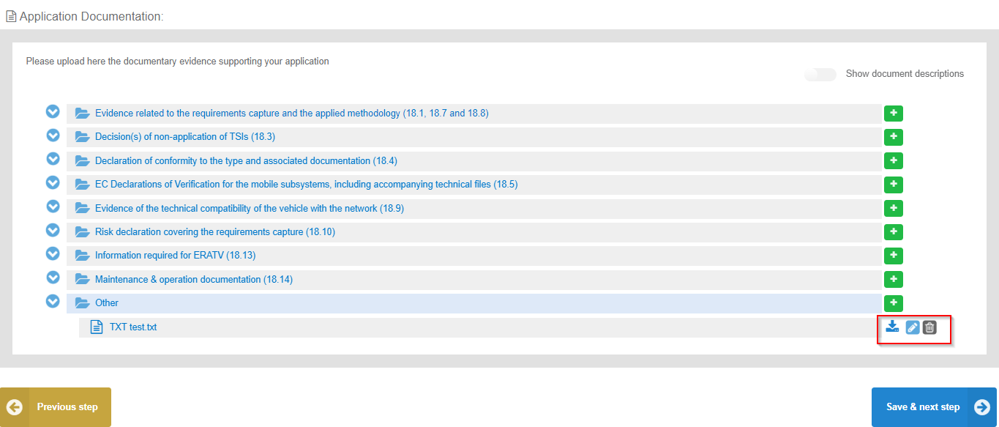 Application Documentation:
Please upload here the documentary evidence supporting your application
Show document descriptions
Evidence related to the requirements capture and the applied methodology (18.1, 18.7 and 18.8)
Decision(s) of non-application of TSIs (18.3)
Declaration of conformity to the type and associated documentation (18.4)
EC Declarations of Verification for the mobile subsystems, including accompanying technical files (18.5)
Evidence of the technical compatibility of the vehicle with the network (18.9)
Risk declaration covering the requirements capture (18.10)
Information required for ERATV (18.13)
Maintenance & operation documentation (18.14)
Other
TXT test.txt
Previous step
Save & next step